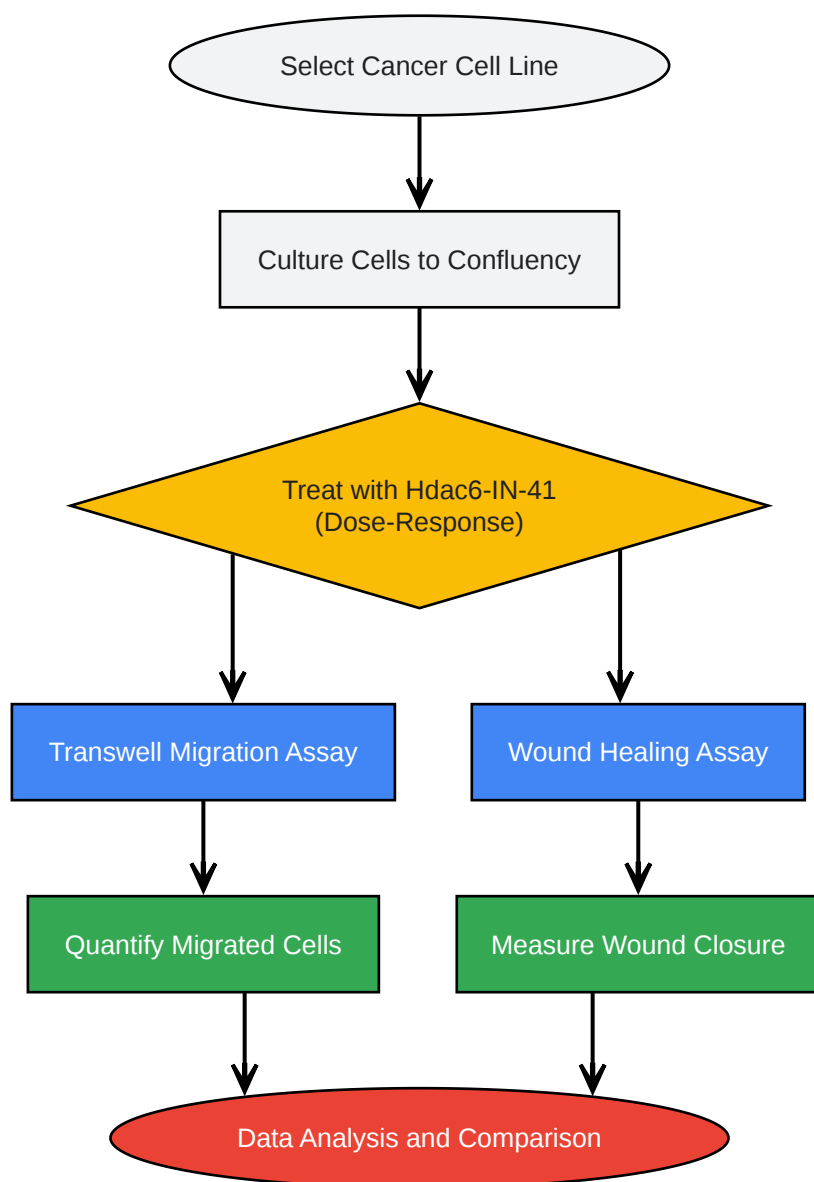 Select Cancer Cell Line
Culture Cells to Confluency
Treat with Hdac6-IN-41
(Dose-Response)
Transwell Migration Assay
Wound Healing Assay
Quantify Migrated Cells
Measure Wound Closure
Data Analysis and Comparison